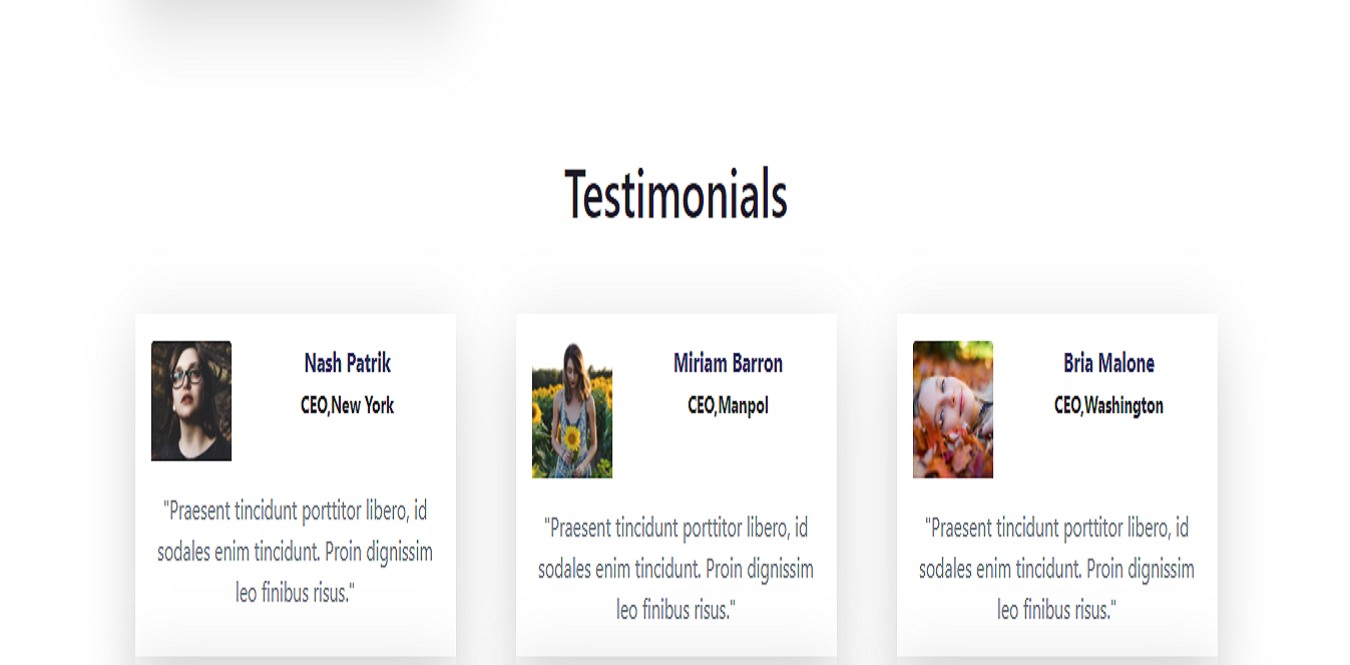 Testimonials
Nash Patrik
CEO,New York
"Praesent tincidunt porttitor libero, id
sodales enim tincidunt. Proin dignissim
leo finibus risus."
Miriam Barron
CEO,Manpol
"Praesent tincidunt porttitor libero, id
sodales enim tincidunt. Proin dignissim
leo finibus risus."
Bria Malone
CEO,Washington
"Praesent tincidunt porttitor libero, id
sodales enim tincidunt. Proin dignissim
leo finibus risus."